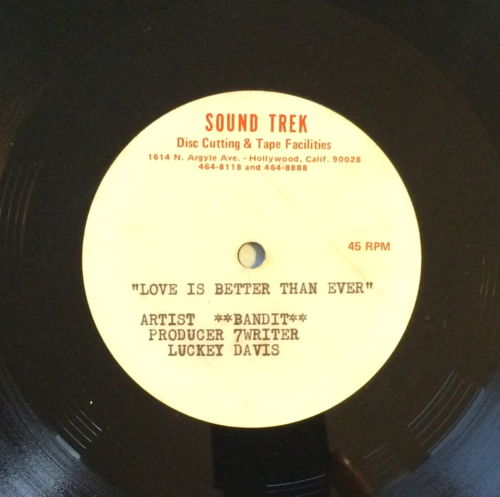 SOUND TREK
Disc Cutting & Tape Facilities
1614 N. Argyle Ave. - Hollywood, Calif. 90028
464-8118 and 464-8888
45 RPM
"LOVE IS BETTER THAN EVER"
ARTIST **BANDIT**
PRODUCER 7WRITER
LUCKEY DAVIS